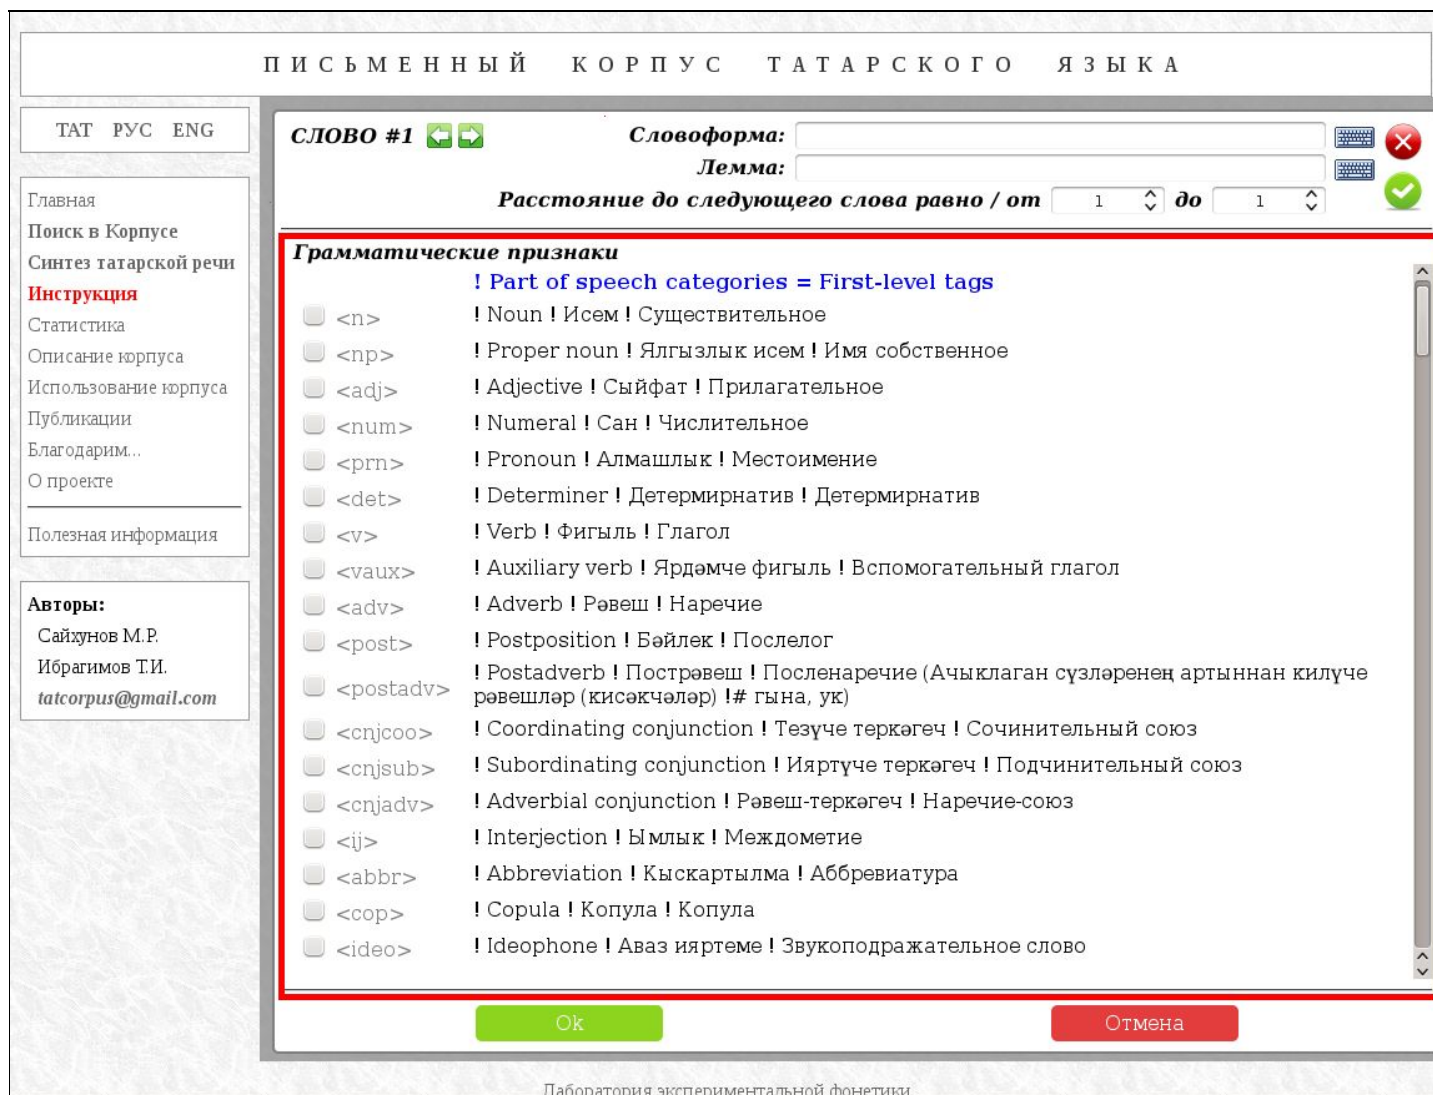 ПИСЬМЕННЫЙ КОРПУС ТАТАРСКОГО ЯЗЫКА
ТАТ РУС ENG
Главная
Поиск в Корпусе
Синтез татарской речи
Инструкция
Статистика
Описание корпуса
Использование корпуса
Публикации
Благодарим...
О проекте
Полезная информация
Авторы:
Сайхунов М.Р.
Ибрагимов Т.И.
tatcorpus@gmail.com
СЛОВО #1
Словоформа:
Лемма:
Расстояние до следующего слова равно / от 1 до 1
Грамматические признаки
! Part of speech categories = First-level tags
<n> ! Noun ! Исем ! Существительное
<np> ! Proper noun ! Ялгызлык исем ! Имя собственное
<adj> ! Adjective ! Сыйфат ! Прилагательное
<num> ! Numeral ! Сан ! Числительное
<prn> ! Pronoun ! Алмашлык ! Местоимение
<det> ! Determiner ! Детермирнатив ! Детермирнатив
<v> ! Verb ! Фигыль ! Глагол
<vaux> ! Auxiliary verb ! Ярдәмче фигыль ! Вспомогательный глагол
<adv> ! Adverb ! Рәвеш ! Наречие
<post> ! Postposition ! Бәйлек ! Послелог
<postadv> ! Postadverb ! Пострәвеш ! Посленаречие (Ачыклаган сүзләренең артыннан килүче
рәвешләр (кисәкчәләр) !# гына, ук)
<cnjcoo> ! Coordinating conjunction ! Тезүче теркәгеч ! Сочинительный союз
<cnjsub> ! Subordinating conjunction ! Ияртүче теркәгеч ! Подчинительный союз
<cnjadv> ! Adverbial conjunction ! Рәвеш-теркәгеч ! Наречие-союз
<ij> ! Interjection ! Ымлык ! Междометие
<abbr> ! Abbreviation ! Кыскартылма ! Аббревиатура
<cop> ! Copula ! Копула ! Копула
<ideo> ! Ideophone ! Аваз ияртеме ! Звукоподражательное слово
Ok Отмена
Лаборатория экспериментальной фонетики